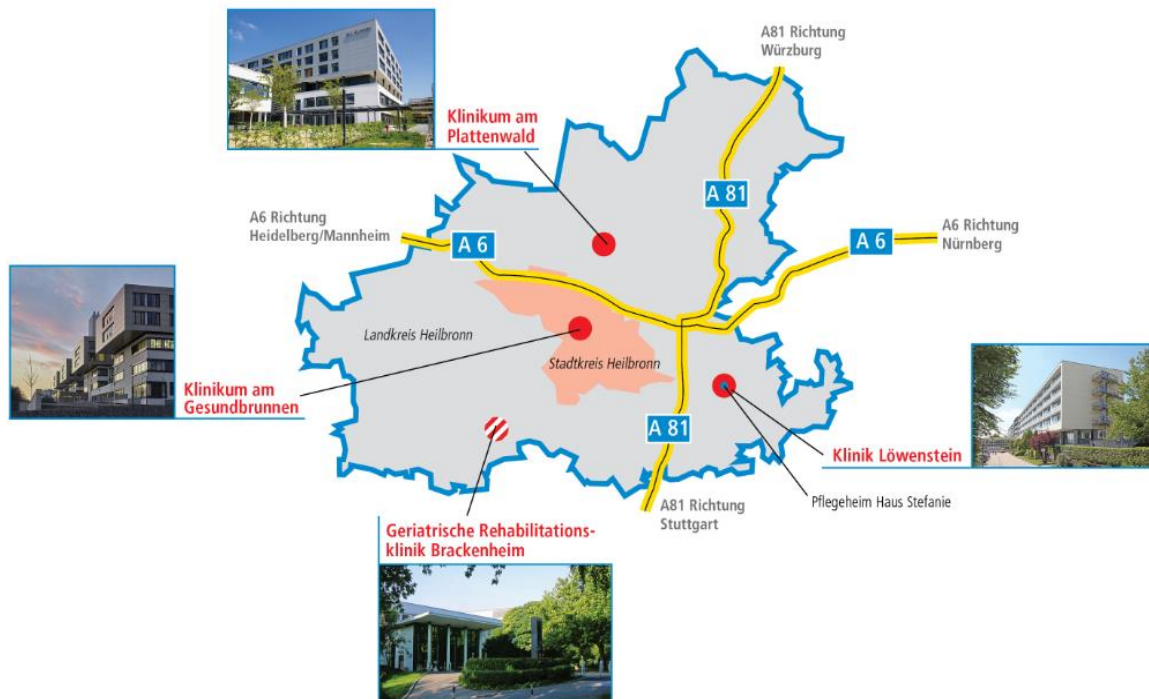 A81 Richtung
Würzburg
Klinikum am
Plattenwald
A 81
A6 Richtung
Heidelberg/Mannheim
A 6
A 6
A6 Richtung
Nürnberg
Landkreis Heilbronn
Stadtkreis Heilbronn
Klinikum am
Gesundbrunnen
A 81
Klinik Löwenstein
Pflegeheim Haus Stefanie
A81 Richtung
Stuttgart
Geriatrische Rehabilitations-
klinik Brackenheim